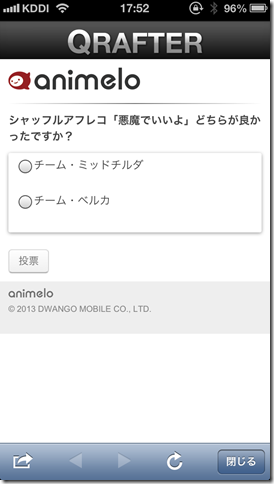 KDDI 17:52 96%
QRAFTER
animelo
シャッフルアフレコ「悪魔でいいよ」どちらが良か
ったですか？
チーム・ミッドチルダ
チーム・ベルカ
投票
animelo
© 2013 DWANGO MOBILE CO., LTD.
閉じる